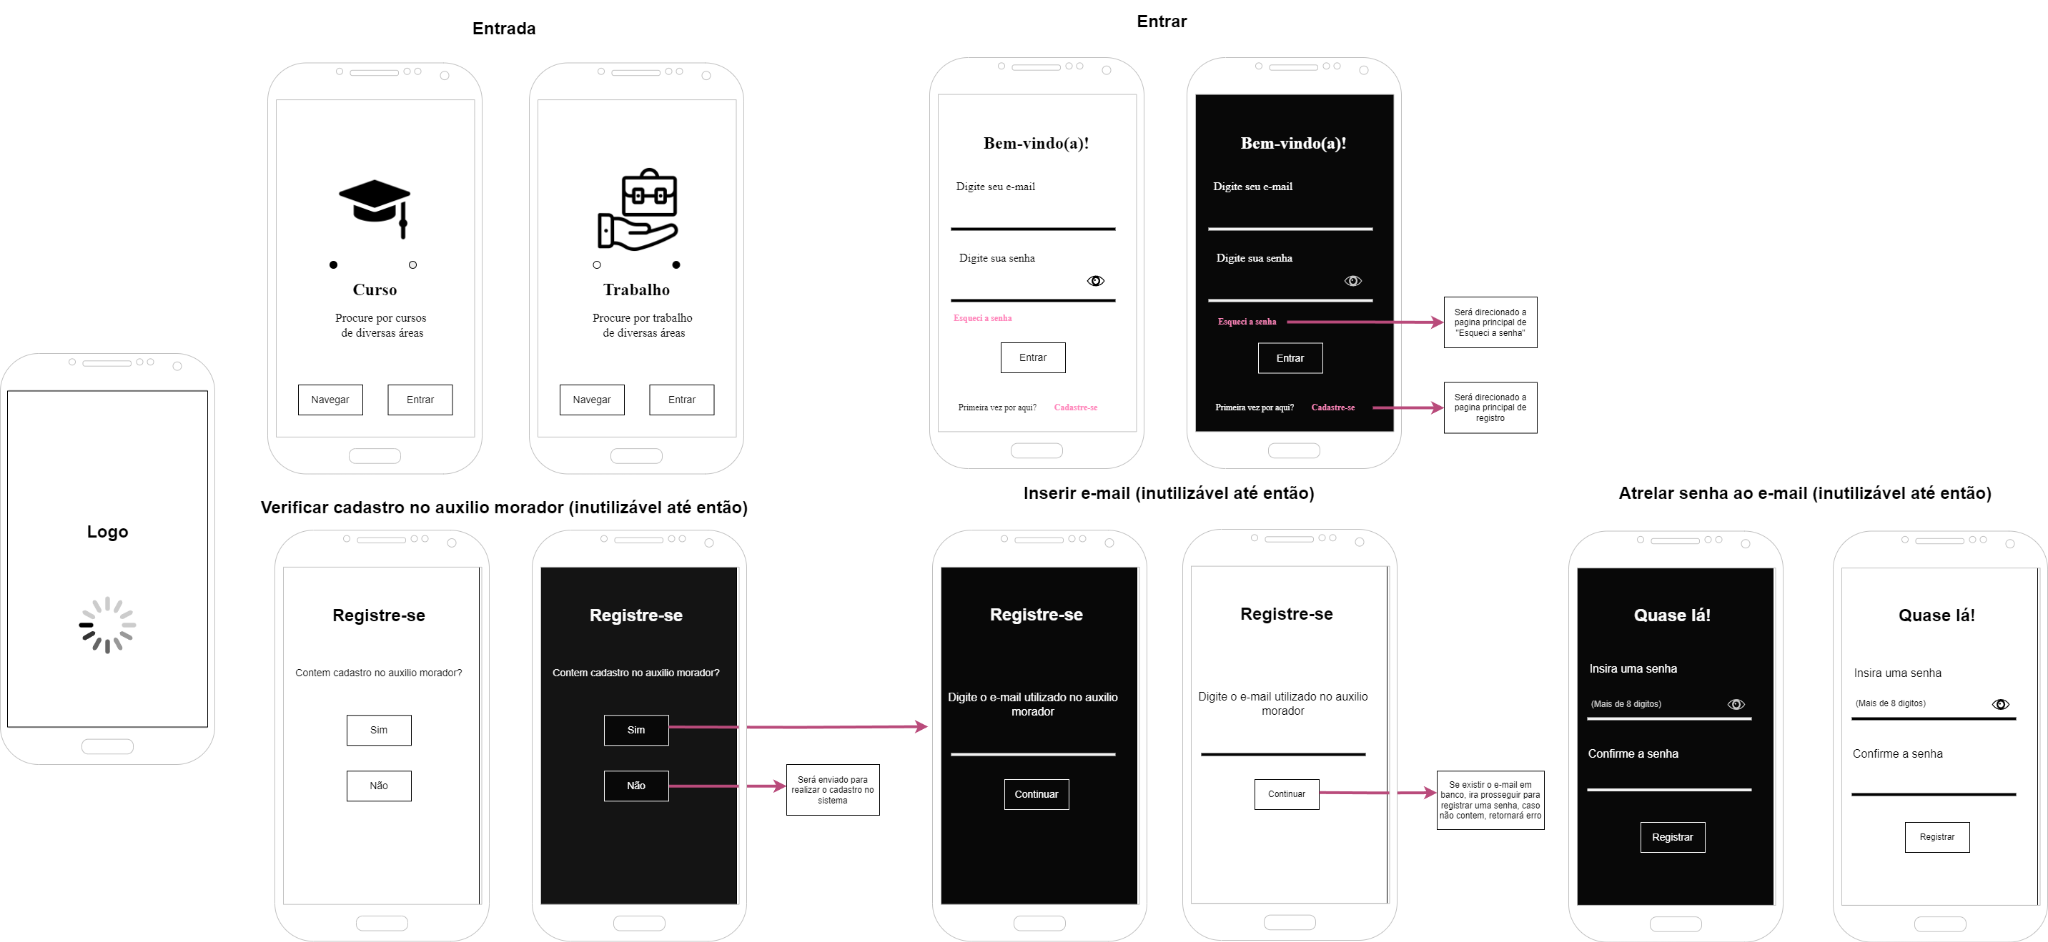 Entrada
Entrar
Logo
Curso
Procure por cursos
de diversas áreas
Navegar
Entrar
Trabalho
Procure por trabalho
de diversas áreas
Navegar
Entrar
Bem-vindo(a)!
Digite seu e-mail
Digite sua senha
Esqueci a senha
Entrar
Primeira vez por aqui? Cadastre-se
Bem-vindo(a)!
Digite seu e-mail
Digite sua senha
Esqueci a senha
Entrar
Primeira vez por aqui? Cadastre-se
Será direcionado a
pagina principal de
"Esqueci a senha"
Será direcionado a
pagina principal de
registro
Verificar cadastro no auxilio morador (inutilizável até então)
Registre-se
Contem cadastro no auxilio morador?
Sim
Não
Registre-se
Contem cadastro no auxilio morador?
Sim
Não
Será enviado para
realizar o cadastro no
sistema
Inserir e-mail (inutilizável até então)
Registre-se
Digite o e-mail utilizado no auxilio
morador
Continuar
Registre-se
Digite o e-mail utilizado no auxilio
morador
Continuar
Se existir o e-mail em
banco, ira prosseguir para
registrar uma senha, caso
não contem, retornará erro
Atrelar senha ao e-mail (inutilizável até então)
Quase lá!
Insira uma senha
(Mais de 8 digitos)
Confirme a senha
Registrar
Quase lá!
Insira uma senha
(Mais de 8 digitos)
Confirme a senha
Registrar